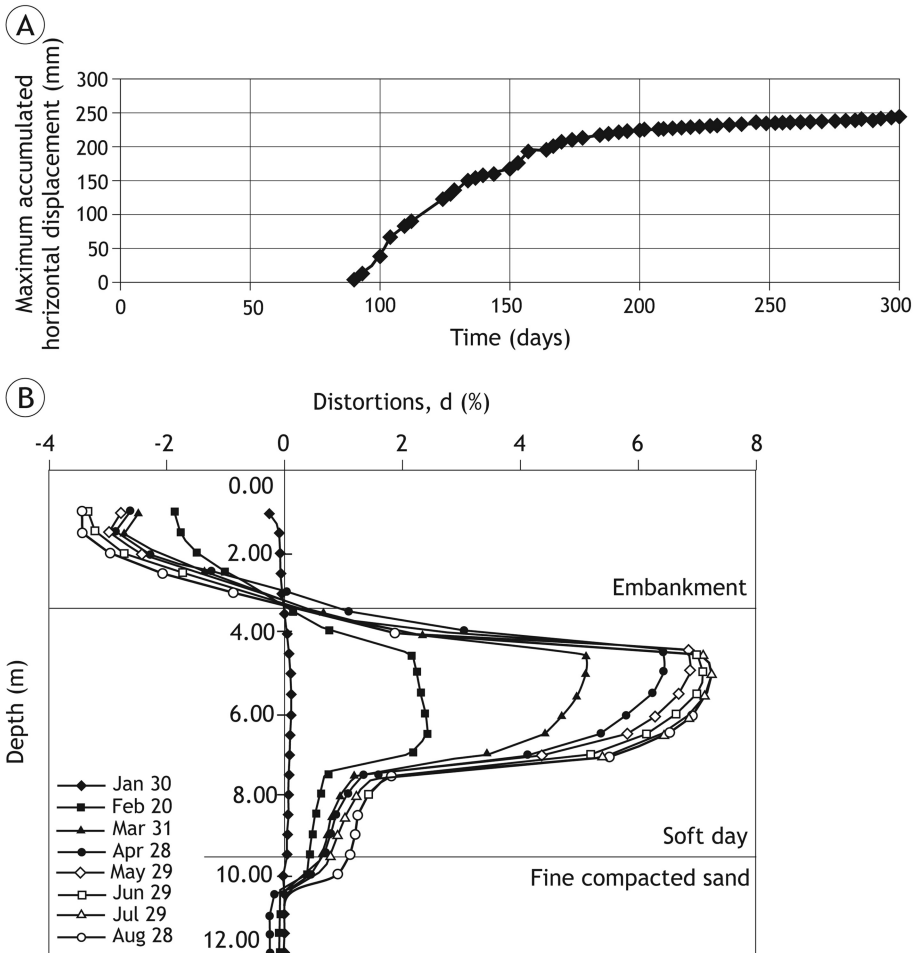 A
Maximum accumulated
horizontal displacement (mm)
300
250
200
150
100
50
0
0
50
100
150
200
250
300
Time (days)
B
Distortions, d (%)
-4
-2
0
2
4
6
8
Depth (m)
0.00
2.00
4.00
6.00
8.00
10.00
12.00
Embankment
Soft day
Fine compacted sand
Jan 30
Feb 20
Mar 31
Apr 28
May 29
Jun 29
Jul 29
Aug 28